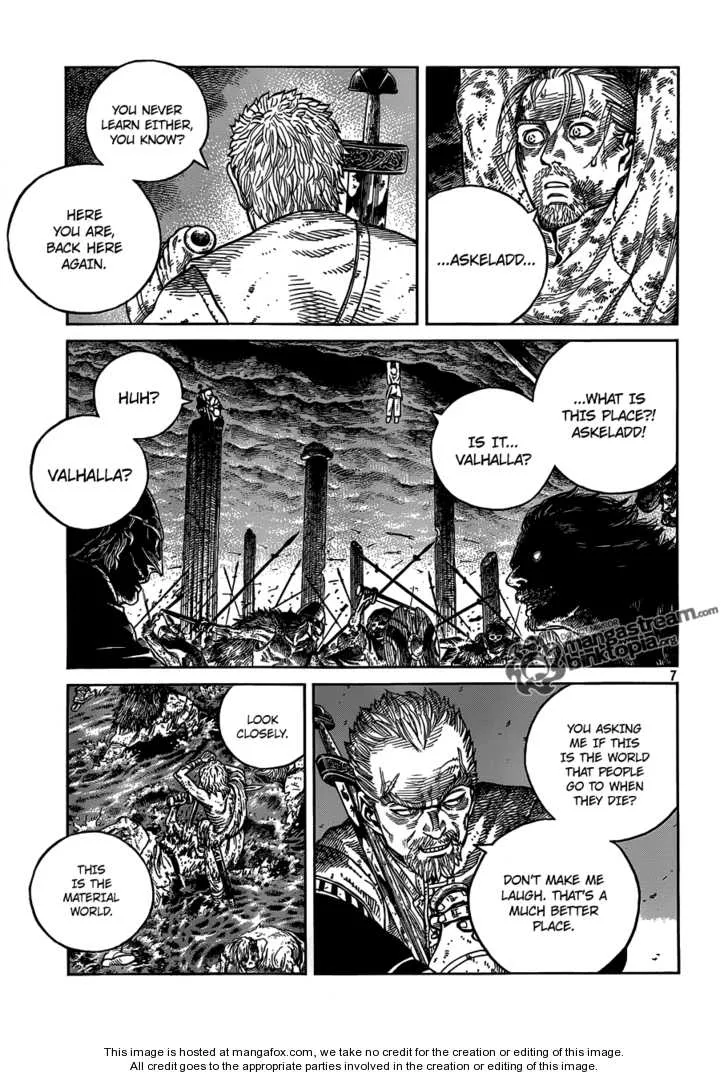 ...ASKELADD...
YOU NEVER
LEARN EITHER,
YOU KNOW?
HERE
YOU ARE,
BACK HERE
AGAIN.
...WHAT IS
THIS PLACE?!
ASKELADD!
IS IT...
VALHALLA?
HUH?
VALHALLA?
mangastream.com
7
YOU ASKING
ME IF THIS
IS THE WORLD
THAT PEOPLE
GO TO WHEN
THEY DIE?
DON'T MAKE ME
LAUGH. THAT'S A
MUCH BETTER
PLACE.
LOOK
CLOSELY.
THIS
IS THE
MATERIAL
WORLD.
This image is hosted at mangafox.com, we take no credit for the creation or editing of this image.
All credit goes to the appropriate parties involved in the creation or editing of this image.